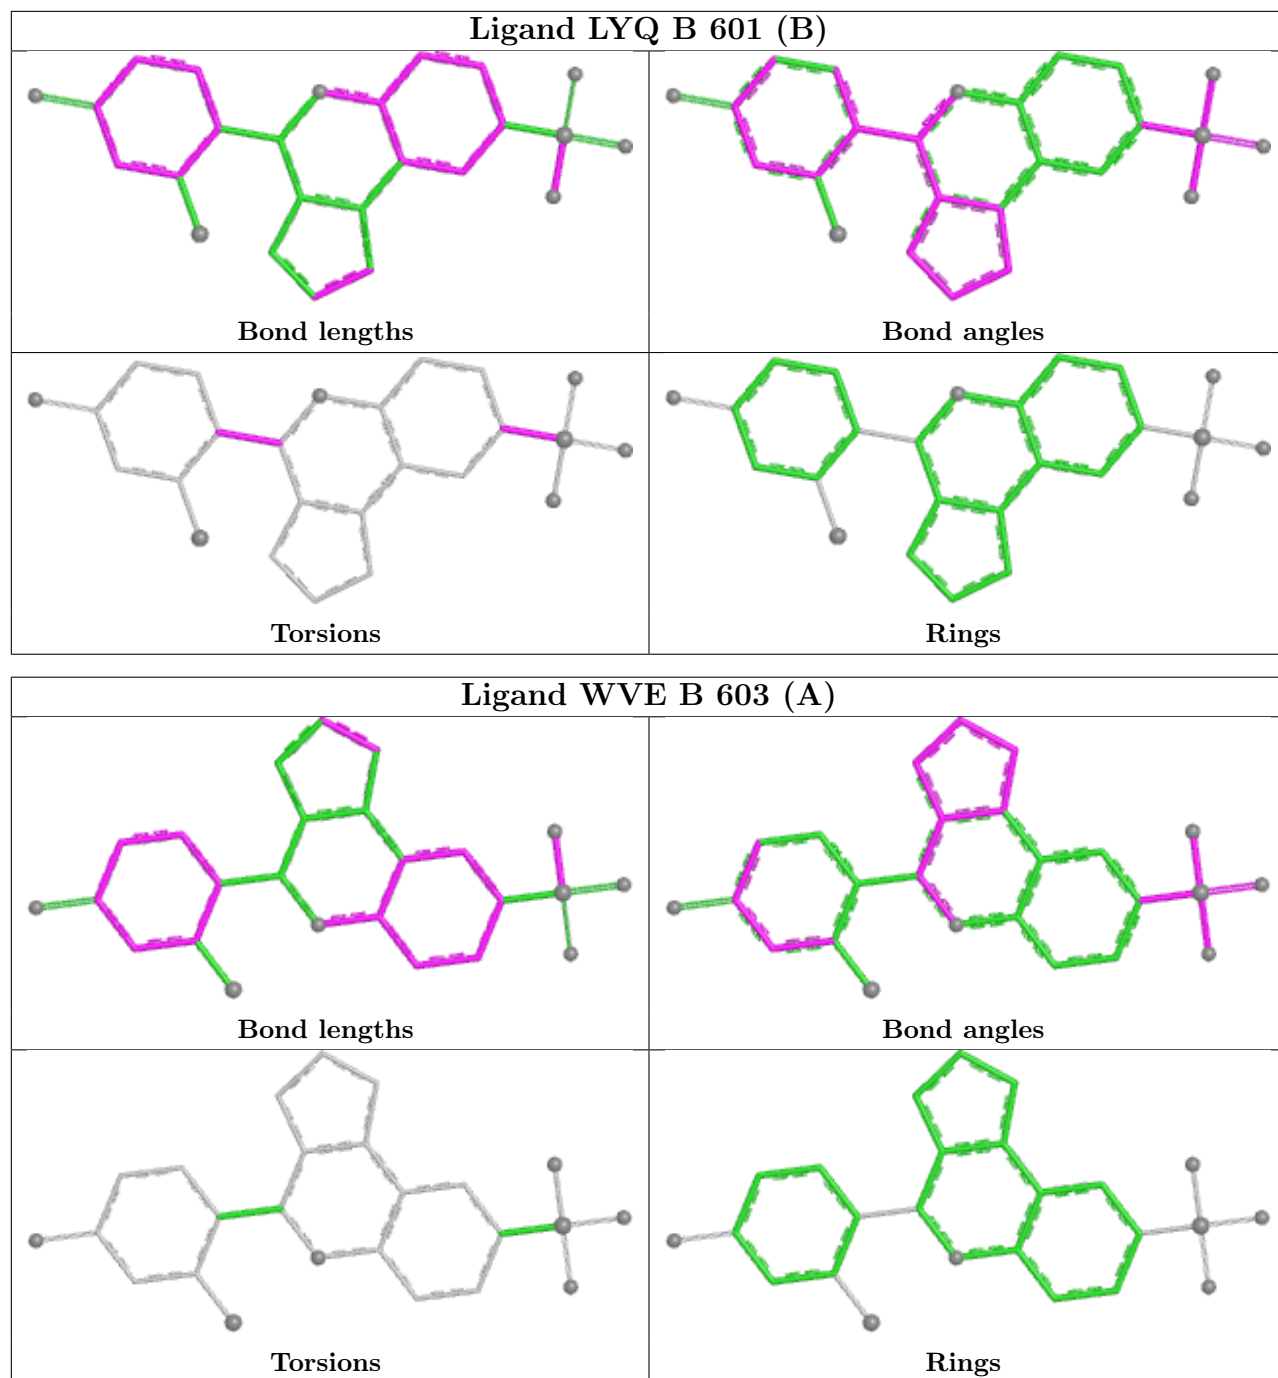 Ligand LYQ B 601 (B)
Bond lengths
Bond angles
Torsions
Rings
Ligand WVE B 603 (A)
Bond lengths
Bond angles
Torsions
Rings